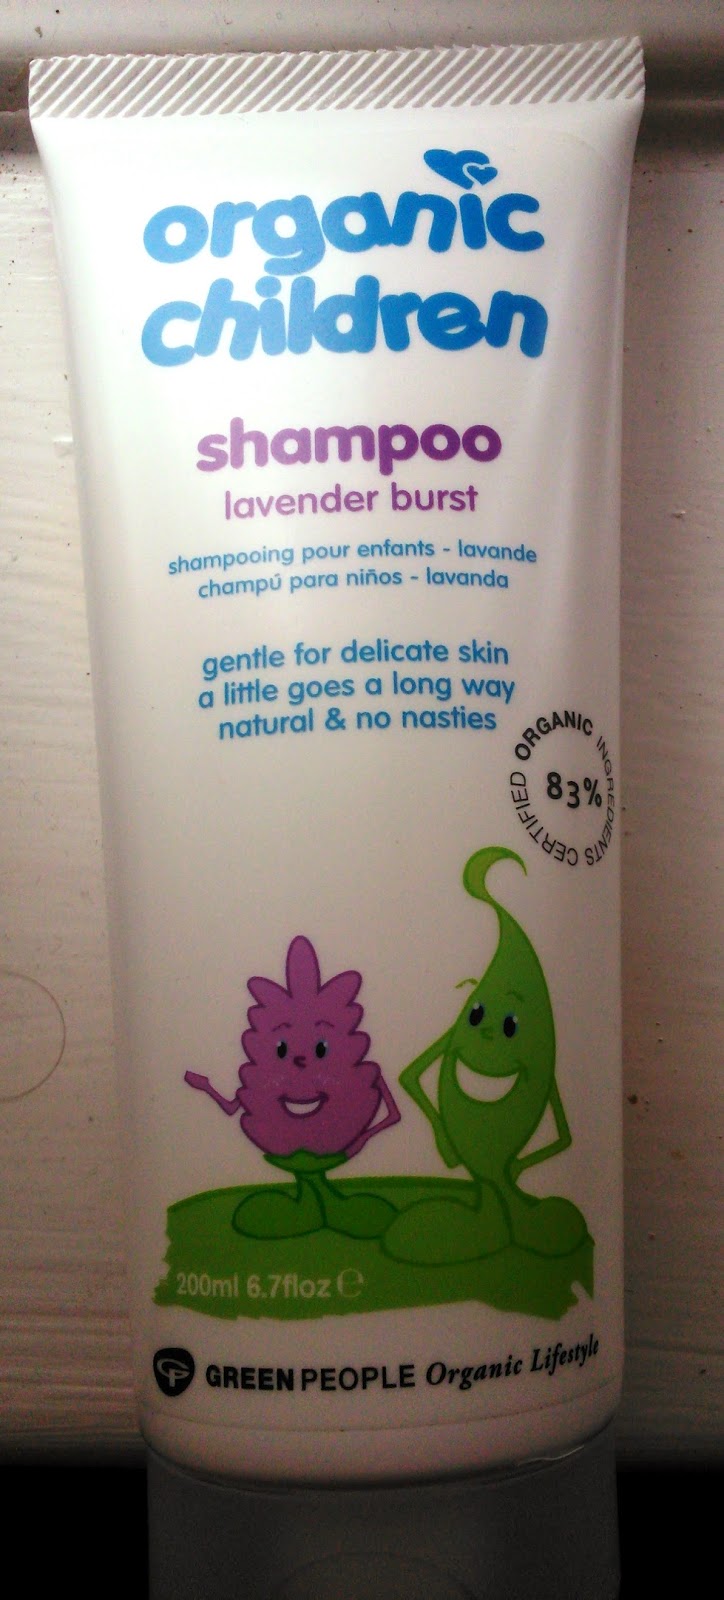 organic
children
shampoo
lavender burst
shampooing pour enfants - lavande
champú para niños - lavanda
gentle for delicate skin
a little goes a long way
natural & no nasties
CERTIFIED ORGANIC INGREDIENTS
83%
200ml 6.7floz ℮
GP
GREEN PEOPLE Organic Lifestyle